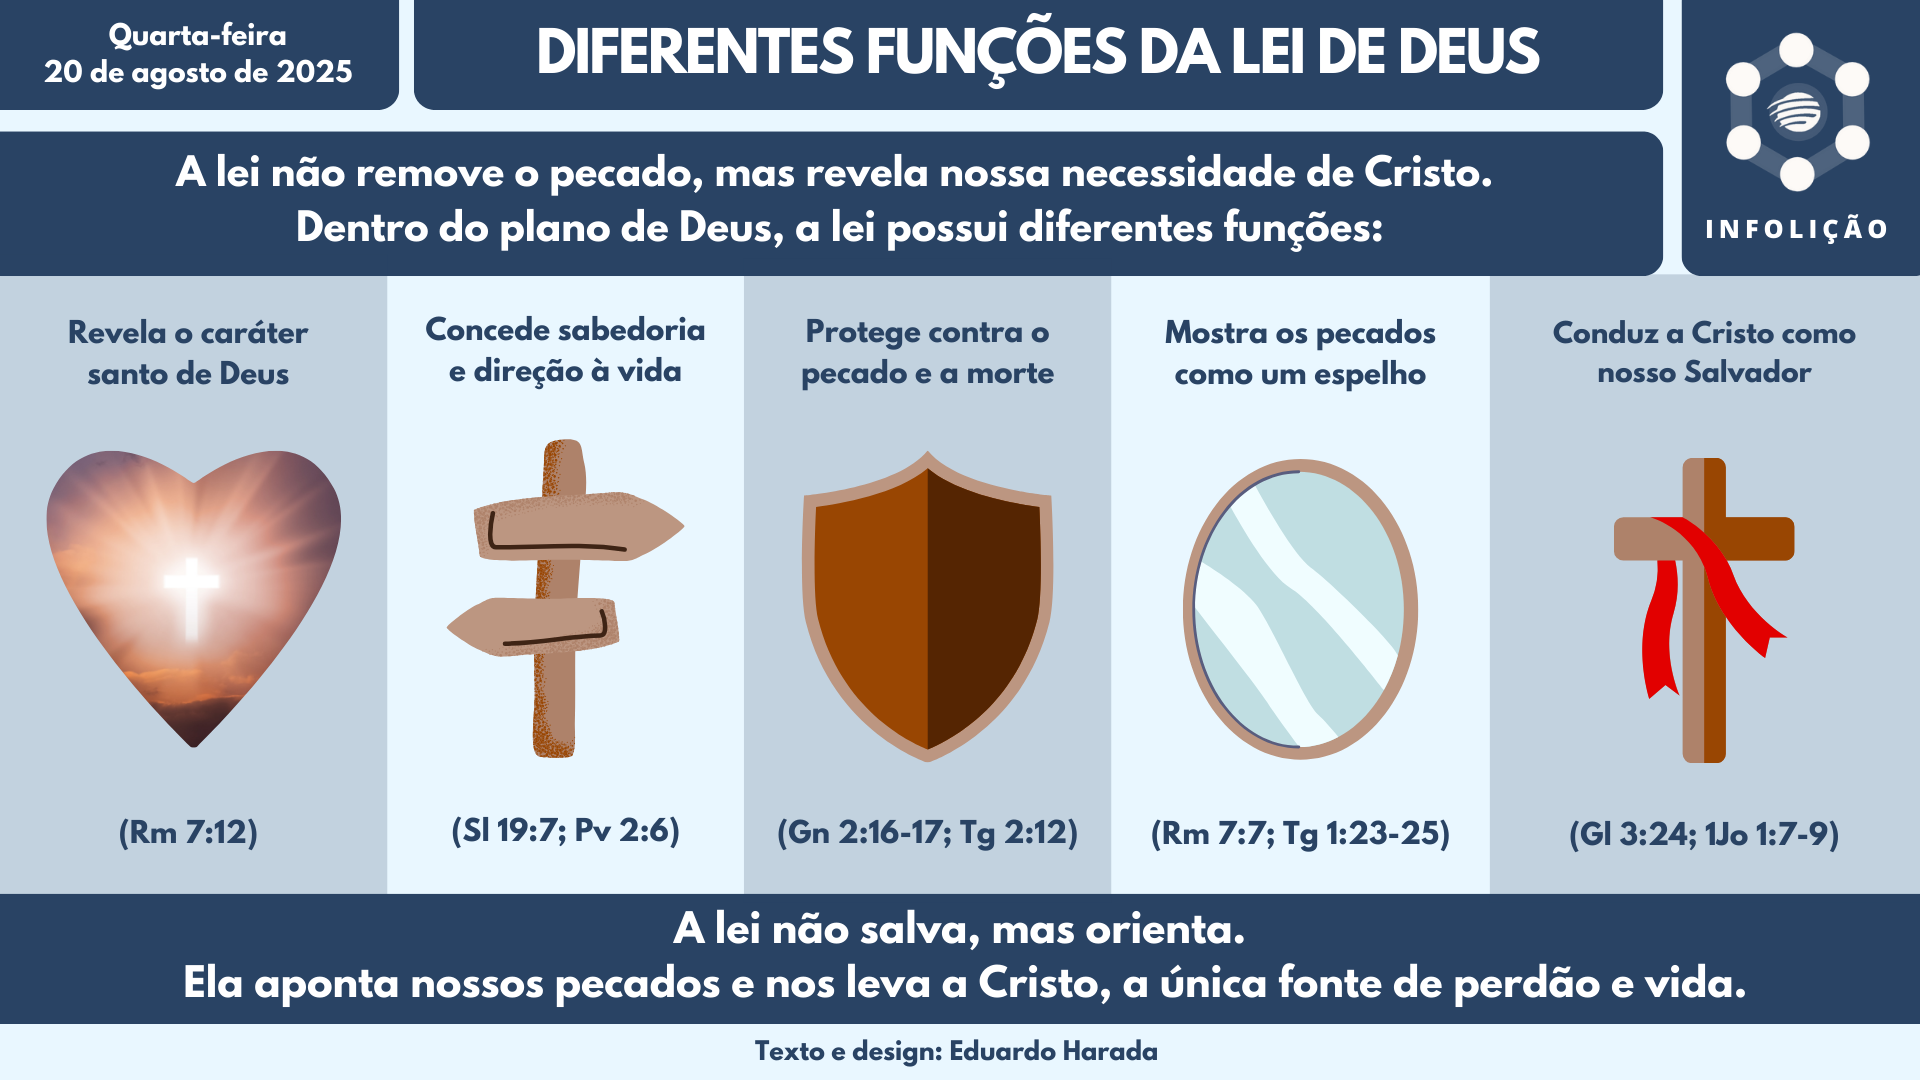 Quarta-feira
20 de agosto de 2025
DIFERENTES FUNÇÕES DA LEI DE DEUS
A lei não remove o pecado, mas revela nossa necessidade de Cristo.
Dentro do plano de Deus, a lei possui diferentes funções:
INFOLIÇÃO
Revela o caráter
santo de Deus
(Rm 7:12)
Concede sabedoria
e direção à vida
(Sl 19:7; Pv 2:6)
Protege contra o
pecado e a morte
(Gn 2:16-17; Tg 2:12)
Mostra os pecados
como um espelho
(Rm 7:7; Tg 1:23-25)
Conduz a Cristo como
nosso Salvador
(Gl 3:24; 1Jo 1:7-9)
A lei não salva, mas orienta.
Ela aponta nossos pecados e nos leva a Cristo, a única fonte de perdão e vida.
Texto e design: Eduardo Harada